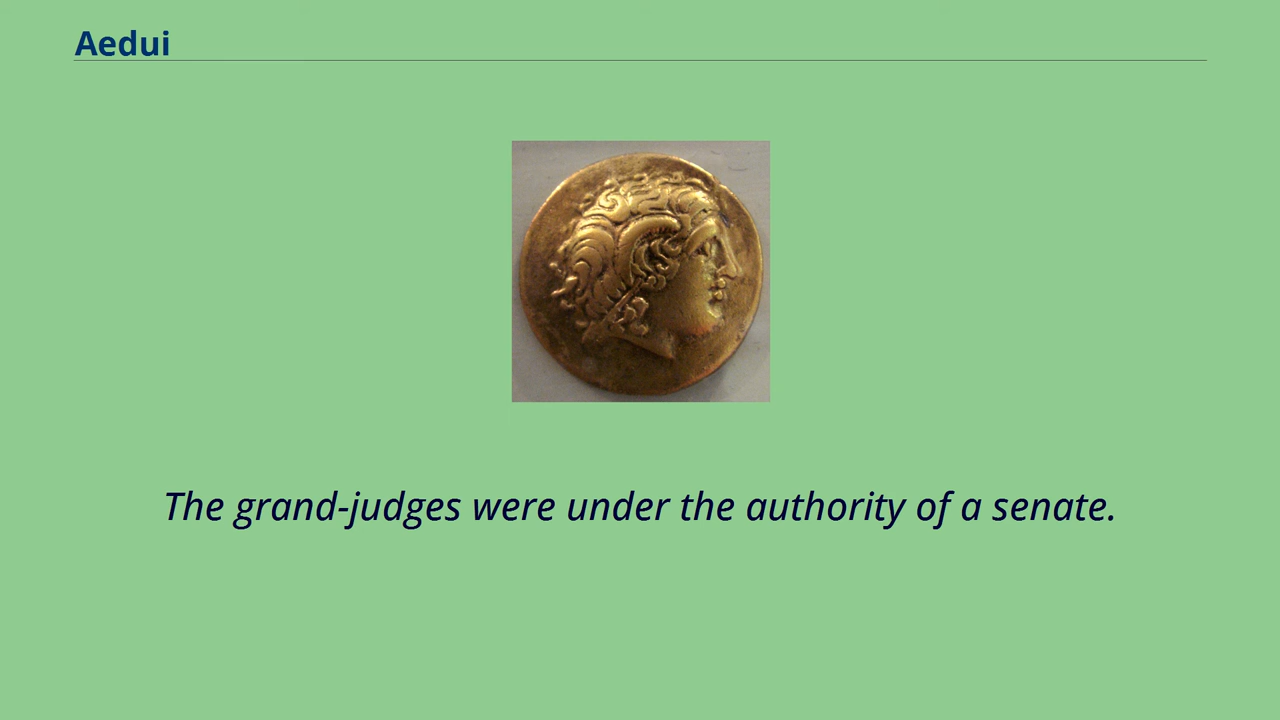 Aedui
The grand-judges were under the authority of a senate.